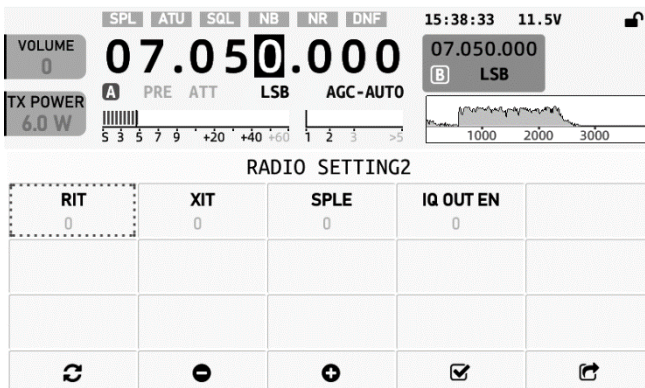 SPL ATU SQL NB NR DNF 15:38:33 11.5V
VOLUME
0
07.050.000
07.050.000
B LSB
A PRE ATT LSB AGC-AUTO
TX POWER
6.0 W
S 3 5 7 9 +20 +40 +60 1 2 3 >5
1000 2000 3000
RADIO SETTING2
RIT XIT SPLE IQ OUT EN
0 0 0 0